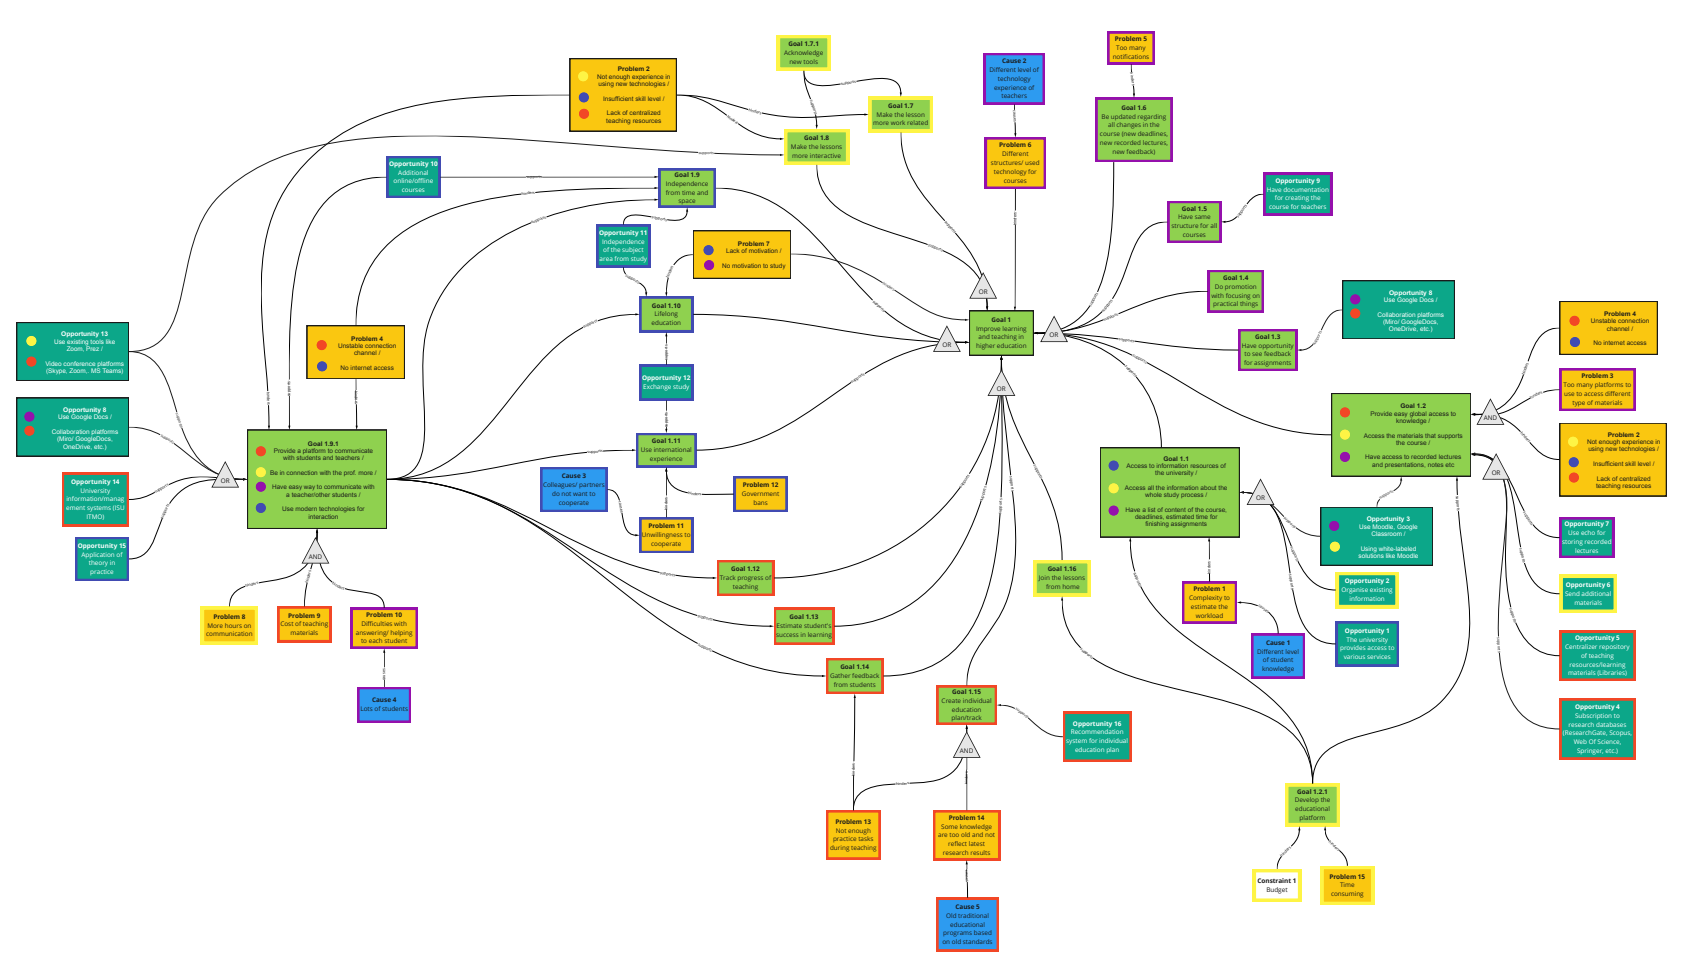 Problem 5
Too many
notifications
Goal 1.7.1
Acknowledge
new tools
Cause 2
Different level of
technology
experience of
teachers
Problem 2
Not enough experience in
using new technologies /
Insufficient skill level /
Lack of centralized
teaching resources
Goal 1.7
Make the lesson
more work related
Goal 1.6
Be updated regarding
all changes in the
course (new deadlines,
new recorded lectures,
new feedback)
Goal 1.8
Make the lessons
more interactive
Problem 6
Different
structures/ used
technology for
courses
Opportunity 10
Additional
online/offline
courses
Goal 1.9
Independence
from time and
space
Opportunity 9
Have documentation
for creating the
course for teachers
Goal 1.5
Have same
structure for all
courses
Opportunity 11
Independence
of the subject
area from study
Problem 7
Lack of motivation /
No motivation to study
Goal 1.4
Do promotion
with focusing on
practical things
OR
Opportunity 8
Use Google Docs /
Collaboration platforms
(Miro/ GoogleDocs,
OneDrive, etc.)
Goal 1.10
Lifelong
education
Goal 1
Improve learning
and teaching in
higher education
OR
OR
Goal 1.3
Have opportunity
to see feedback
for assignments
Problem 4
Unstable connection
channel /
No internet access
Opportunity 13
Use existing tools like
Zoom, Prez /
Video conference platforms
(Skype, Zoom,. MS Teams)
Problem 4
Unstable connection
channel /
No internet access
Opportunity 12
Exchange study
OR
Problem 3
Too many platforms to
use to access different
type of materials
Opportunity 8
Use Google Docs /
Collaboration platforms
(Miro/ GoogleDocs,
OneDrive, etc.)
Goal 1.2
Provide easy global access to
knowledge /
Access the materials that supports
the course /
Have access to recorded lectures
and presentations, notes etc
AND
Problem 2
Not enough experience in
using new technologies /
Insufficient skill level /
Lack of centralized
teaching resources
Goal 1.9.1
Provide a platform to communicate
with students and teachers /
Be in connection with the prof. more /
Have easy way to communicate with
a teacher/other students /
Use modern technologies for
interaction
Goal 1.11
Use international
experience
Goal 1.1
Access to information resources of
the university /
Access all the information about the
whole study process /
Have a list of content of the course,
deadlines, estimated time for
finishing assignments
OR
OR
OR
Opportunity 14
University
information/manag
ement systems (ISU
ITMO)
Cause 3
Colleagues/ partners
do not want to
cooperate
Problem 12
Government
bans
Opportunity 3
Use Moodle, Google
Classroom /
Using white-labeled
solutions like Moodle
Opportunity 7
Use echo for
storing recorded
lectures
Problem 11
Unwillingness to
cooperate
Opportunity 15
Application of
theory in
practice
AND
Goal 1.12
Track progress of
teaching
Goal 1.16
Join the lessons
from home
Opportunity 2
Organise existing
information
Opportunity 6
Send additional
materials
Problem 1
Complexity to
estimate the
workload
Problem 8
More hours on
communication
Problem 9
Cost of teaching
materials
Problem 10
Difficulties with
answering/ helping
to each student
Goal 1.13
Estimate student's
success in learning
Opportunity 1
The university
provides access to
various services
Cause 1
Different level
of student
knowledge
Opportunity 5
Centralizer repository
of teaching
resources/learning
materials (Libraries)
Goal 1.14
Gather feedback
from students
Cause 4
Lots of students
Goal 1.15
Create individual
education
plan/track
Opportunity 16
Recommendation
system for individual
education plan
Opportunity 4
Subscription to
research databases
(ResearchGate, Scopus,
Web Of Science,
Springer, etc.)
AND
Goal 1.2.1
Develop the
educational
platform
Problem 13
Not enough
practice tasks
during teaching
Problem 14
Some knowledge
are too old and not
reflect latest
research results
Constraint 1
Budget
Problem 15
Time
consuming
Cause 5
Old traditional
educational
programs based
on old standards